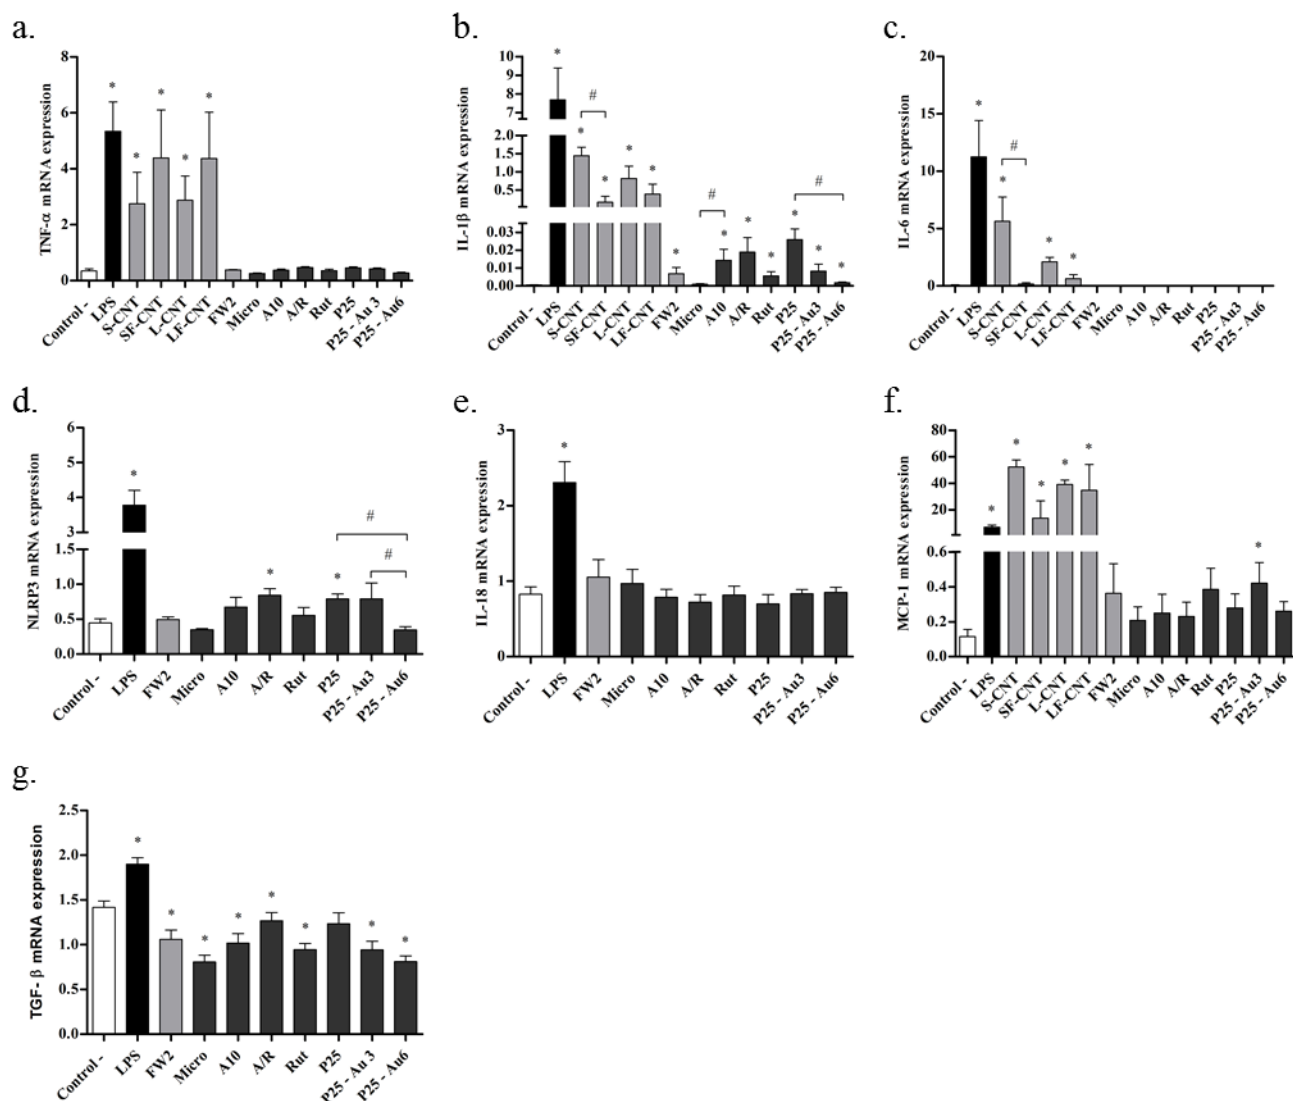 a.
TNF-α mRNA expression
8
6
4
2
0
* * * * *
Control - LPS S-CNT SF-CNT L-CNT LF-CNT FW2 Micro A10 A/R Rut P25 P25 - Au 3 P25 - Au6
b.
IL-1β mRNA expression
10
9
8
7
2.0
1.5
1.0
0.5
0.03
0.02
0.01
0.00
* # * * * * * # * * * * # * *
Control - LPS S-CNT SF-CNT L-CNT LF-CNT FW2 Micro A10 A/R Rut P25 P25 - Au3 P25 - Au6
c.
IL-6 mRNA expression
20
15
10
5
0
* # * * *
Control - LPS S-CNT SF-CNT L-CNT LF-CNT FW2 Micro A10 A/R Rut P25 P25 - Au3 P25 - Au6
d.
NLRP3 mRNA expression
6
5
4
3
1.5
1.0
0.5
0.0
* * * # #
Control - LPS FW2 Micro A10 A/R Rut P25 P25 - Au3 P25 - Au6
e.
IL-18 mRNA expression
3
2
1
0
*
Control - LPS FW2 Micro A10 A/R Rut P25 P25 - Au3 P25 - Au6
f.
MCP-1 mRNA expression
80
60
40
20
0.6
0.4
0.2
0.0
* * * * * *
Control - LPS S-CNT SF-CNT L-CNT LF-CNT FW2 Micro A10 A/R Rut P25 P25 - Au3 P25 - Au6
g.
TGF- β mRNA expression
2.5
2.0
1.5
1.0
0.5
0.0
* * * * * * * *
Control - LPS FW2 Micro A10 A/R Rut P25 P25 - Au 3 P25 - Au6